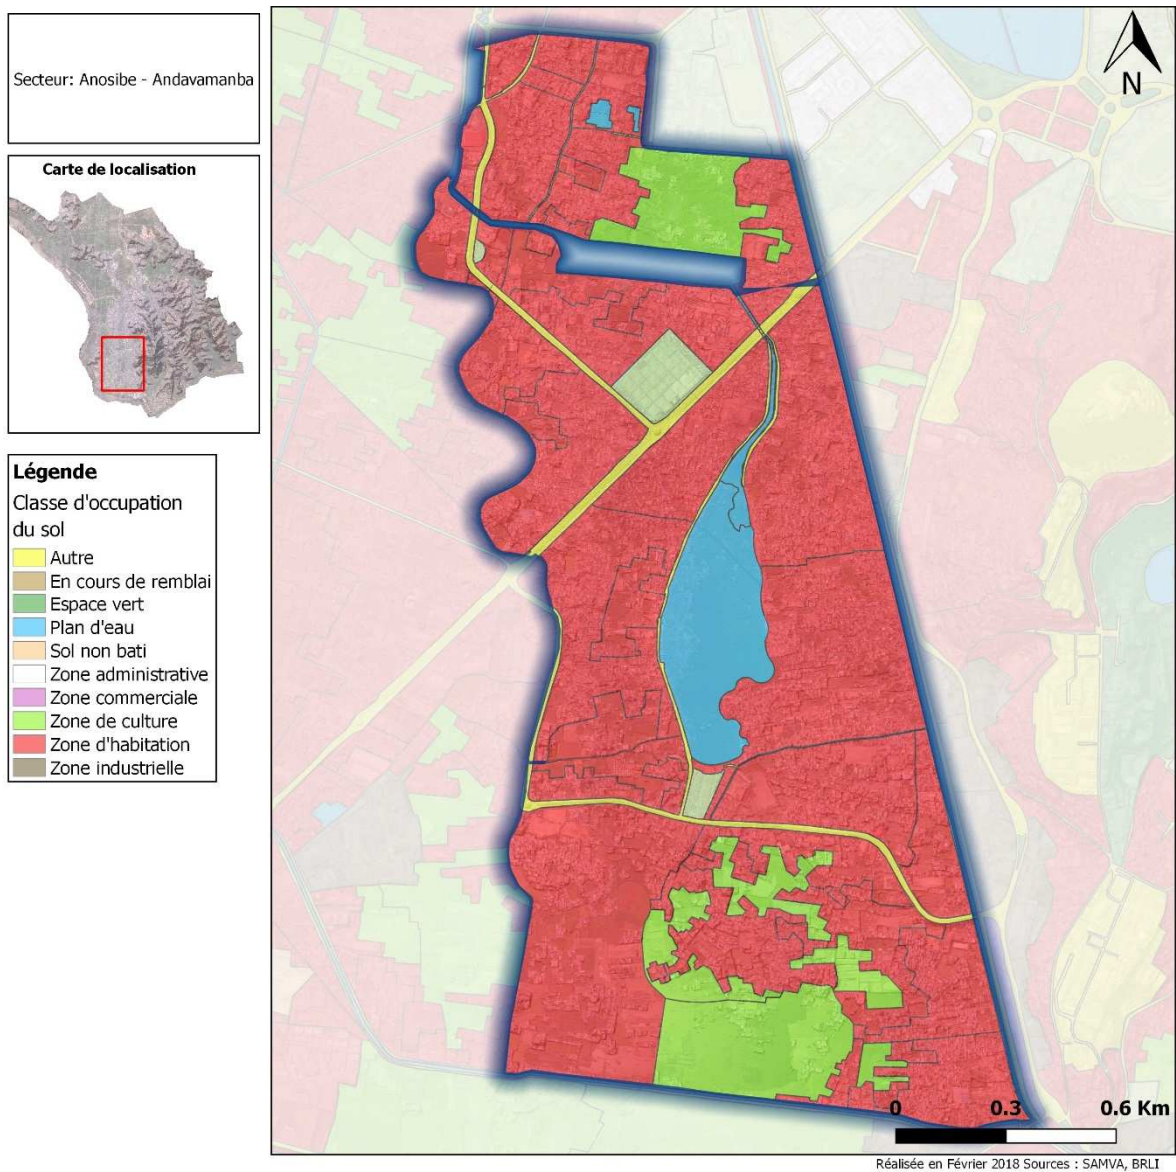 Secteur: Anosibe - Andavamanba
Carte de localisation
Légende
Classe d'occupation
du sol
Autre
En cours de remblai
Espace vert
Plan d'eau
Sol non bati
Zone administrative
Zone commerciale
Zone de culture
Zone d'habitation
Zone industrielle
N
0 0.3 0.6 Km
Réalisée en Février 2018 Sources : SAMVA, BRLI